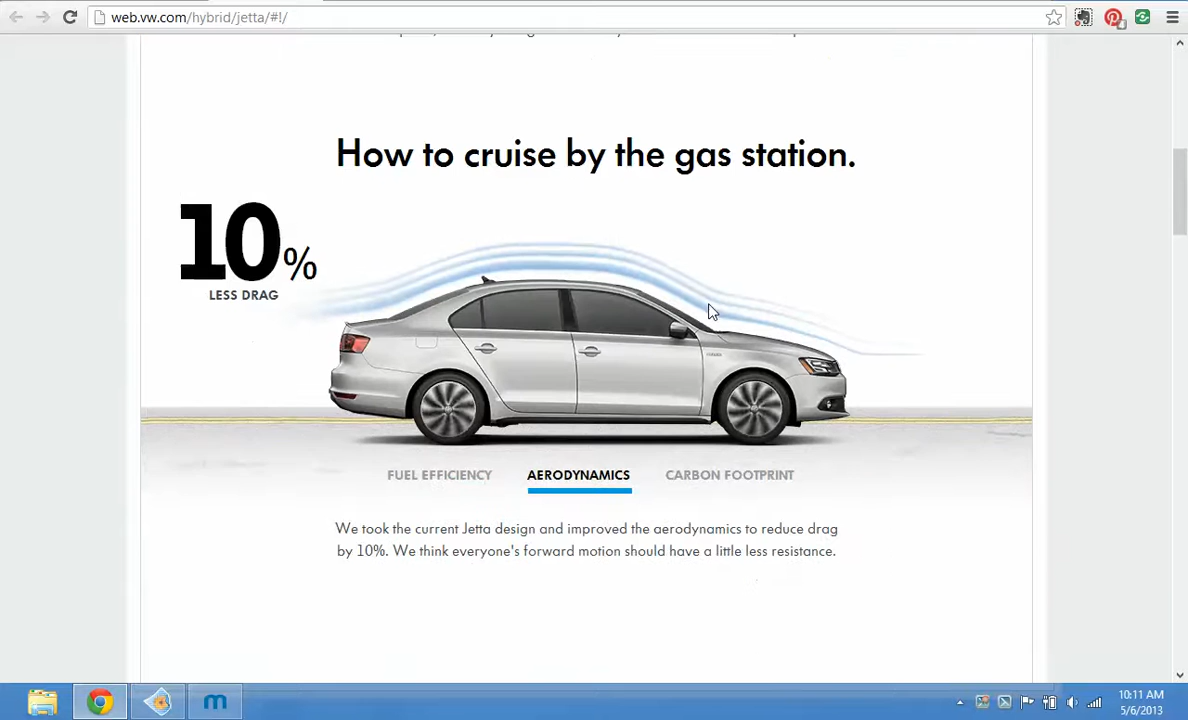 web.vw.com/hybrid/jetta/#!/
How to cruise by the gas station.
10%
LESS DRAG
FUEL EFFICIENCY
AERODYNAMICS
CARBON FOOTPRINT
We took the current Jetta design and improved the aerodynamics to reduce drag
by 10%. We think everyone's forward motion should have a little less resistance.
m
10:11 AM
5/6/2013